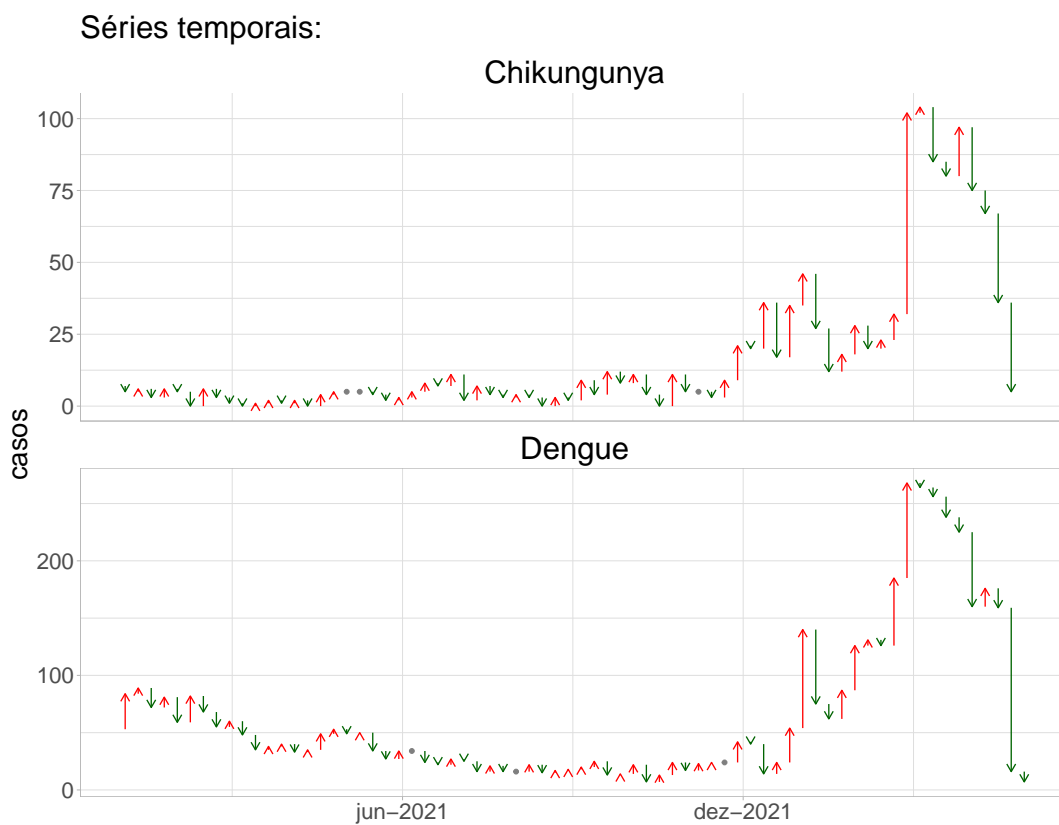 Séries temporais:
Chikungunya
100
75
50
25
0
casos
Dengue
200
100
0
jun−2021
dez−2021